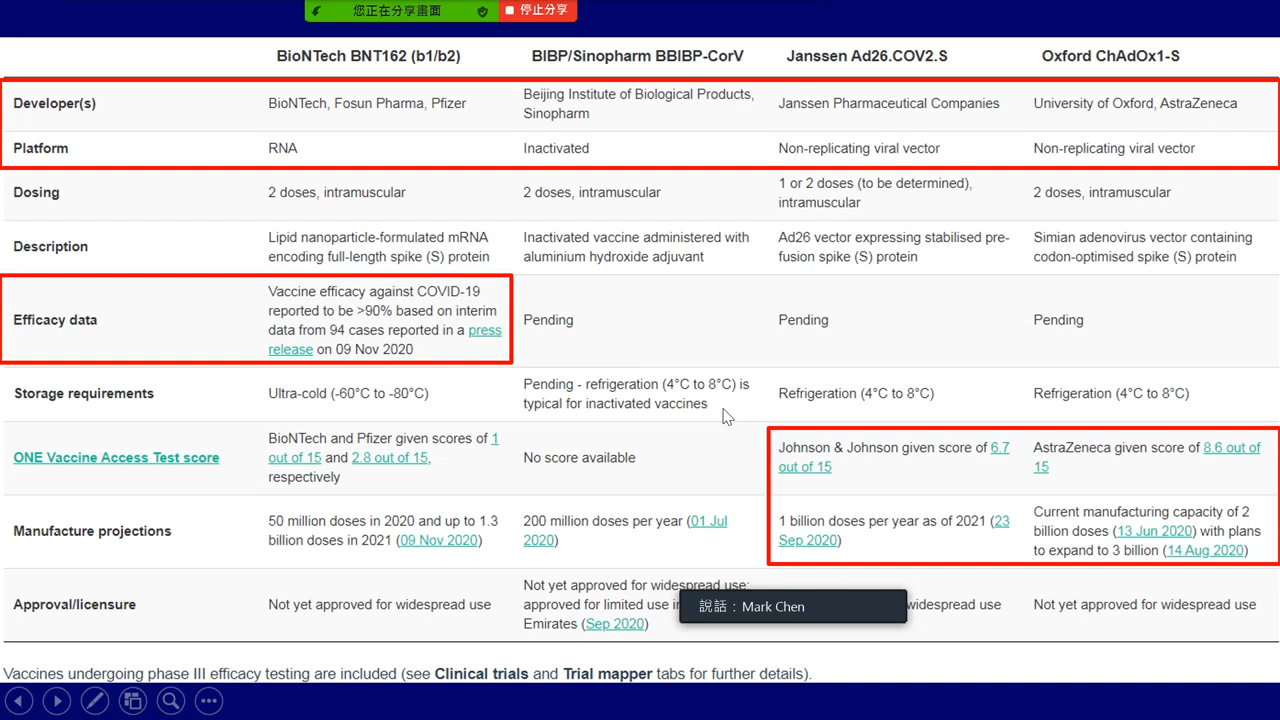 您正在分享畫面
停止分享
BioNTech BNT162 (b1/b2)
BIBP/Sinopharm BBIBP-CorV
Janssen Ad26.COV2.S
Oxford ChAdOx1-S
Developer(s)
BioNTech, Fosun Pharma, Pfizer
Beijing Institute of Biological Products,
Sinopharm
Janssen Pharmaceutical Companies
University of Oxford, AstraZeneca
Platform
RNA
Inactivated
Non-replicating viral vector
Non-replicating viral vector
Dosing
2 doses, intramuscular
2 doses, intramuscular
1 or 2 doses (to be determined),
intramuscular
2 doses, intramuscular
Description
Lipid nanoparticle-formulated mRNA
encoding full-length spike (S) protein
Inactivated vaccine administered with
aluminium hydroxide adjuvant
Ad26 vector expressing stabilised pre-
fusion spike (S) protein
Simian adenovirus vector containing
codon-optimised spike (S) protein
Efficacy data
Vaccine efficacy against COVID-19
reported to be >90% based on interim
data from 94 cases reported in a press
release on 09 Nov 2020
Pending
Pending
Pending
Storage requirements
Ultra-cold (-60°C to -80°C)
Pending - refrigeration (4°C to 8°C) is
typical for inactivated vaccines
Refrigeration (4°C to 8°C)
Refrigeration (4°C to 8°C)
ONE Vaccine Access Test score
BioNTech and Pfizer given scores of 1
out of 15 and 2.8 out of 15,
respectively
No score available
Johnson & Johnson given score of 6.7
out of 15
AstraZeneca given score of 8.6 out of
15
Manufacture projections
50 million doses in 2020 and up to 1.3
billion doses in 2021 (09 Nov 2020)
200 million doses per year (01 Jul
2020)
1 billion doses per year as of 2021 (23
Sep 2020)
Current manufacturing capacity of 2
billion doses (13 Jun 2020) with plans
to expand to 3 billion (14 Aug 2020)
Approval/licensure
Not yet approved for widespread use
Not yet approved for widespread use;
approved for limited use
Emirates (Sep 2020)
widespread use
Not yet approved for widespread use
說話：Mark Chen
Vaccines undergoing phase III efficacy testing are included (see Clinical trials and Trial mapper tabs for further details).